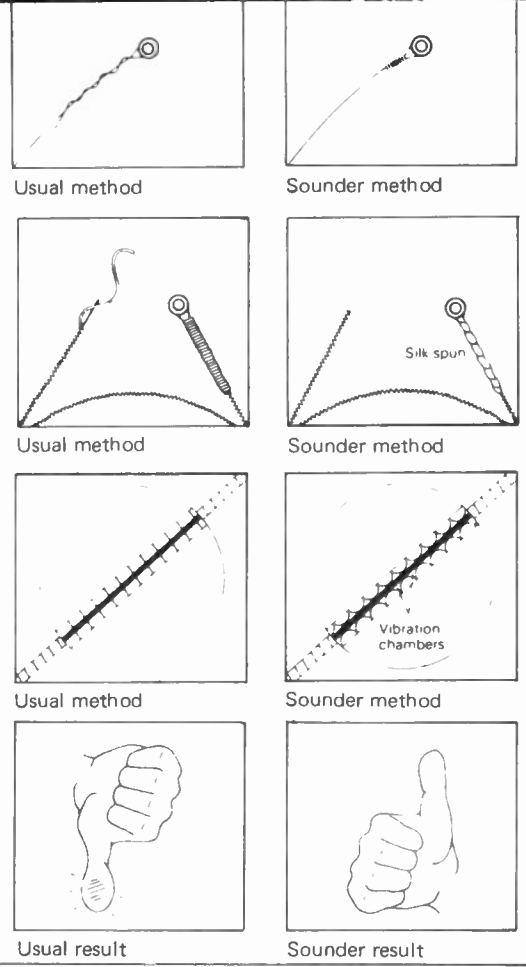 Usual method
Sounder method
Silk spun
Usual method
Sounder method
Vibration
chambers
Usual method
Sounder method
Usual result
Sounder result